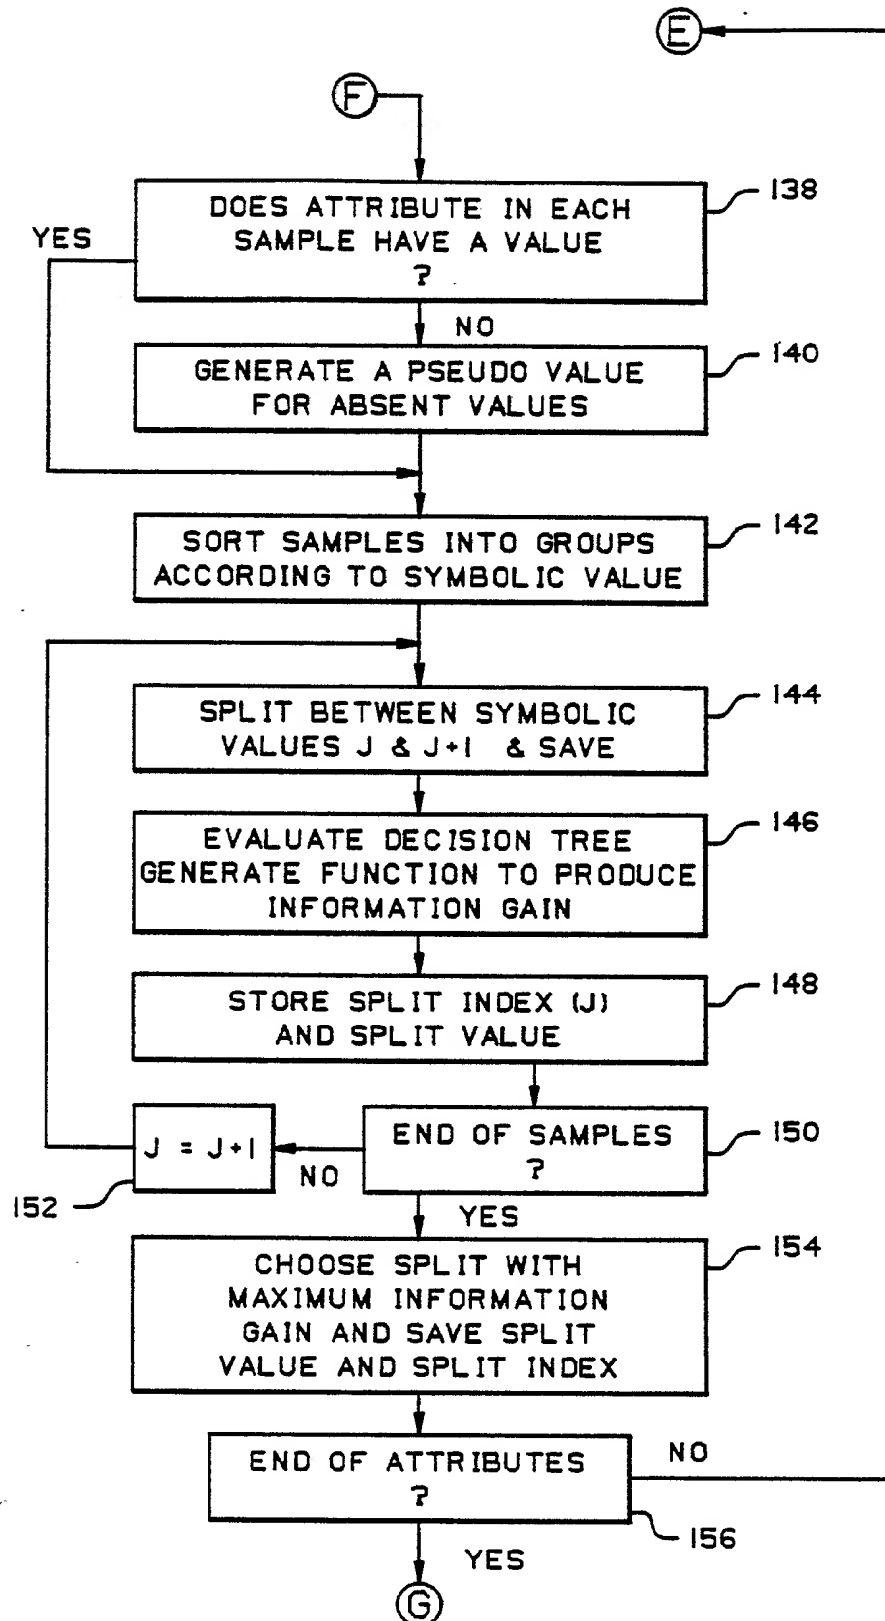 E
F
DOES ATTRIBUTE IN EACH
SAMPLE HAVE A VALUE
?
138
YES
NO
GENERATE A PSEUDO VALUE
FOR ABSENT VALUES
140
SORT SAMPLES INTO GROUPS
ACCORDING TO SYMBOLIC VALUE
142
SPLIT BETWEEN SYMBOLIC
VALUES J & J+1 & SAVE
144
EVALUATE DECISION TREE
GENERATE FUNCTION TO PRODUCE
INFORMATION GAIN
146
STORE SPLIT INDEX (J)
AND SPLIT VALUE
148
END OF SAMPLES
?
150
NO
J = J+1
152
YES
CHOOSE SPLIT WITH
MAXIMUM INFORMATION
GAIN AND SAVE SPLIT
VALUE AND SPLIT INDEX
154
END OF ATTRIBUTES
?
NO
156
YES
G